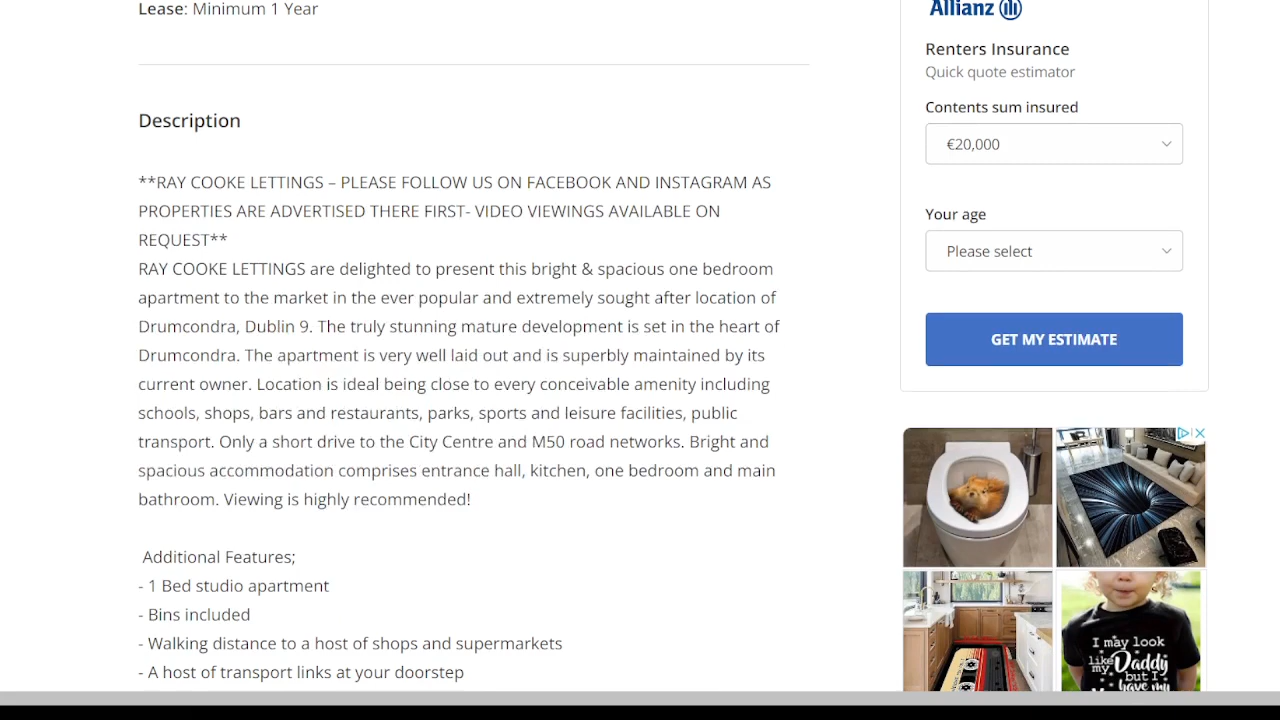 Lease: Minimum 1 Year
Description
**RAY COOKE LETTINGS – PLEASE FOLLOW US ON FACEBOOK AND INSTAGRAM AS
PROPERTIES ARE ADVERTISED THERE FIRST- VIDEO VIEWINGS AVAILABLE ON
REQUEST**
RAY COOKE LETTINGS are delighted to present this bright & spacious one bedroom
apartment to the market in the ever popular and extremely sought after location of
Drumcondra, Dublin 9. The truly stunning mature development is set in the heart of
Drumcondra. The apartment is very well laid out and is superbly maintained by its
current owner. Location is ideal being close to every conceivable amenity including
schools, shops, bars and restaurants, parks, sports and leisure facilities, public
transport. Only a short drive to the City Centre and M50 road networks. Bright and
spacious accommodation comprises entrance hall, kitchen, one bedroom and main
bathroom. Viewing is highly recommended!
Additional Features;
- 1 Bed studio apartment
- Bins included
- Walking distance to a host of shops and supermarkets
- A host of transport links at your doorstep
Allianz
Renters Insurance
Quick quote estimator
Contents sum insured
€20,000
Your age
Please select
GET MY ESTIMATE
I may look
like my Daddy
but I
have my